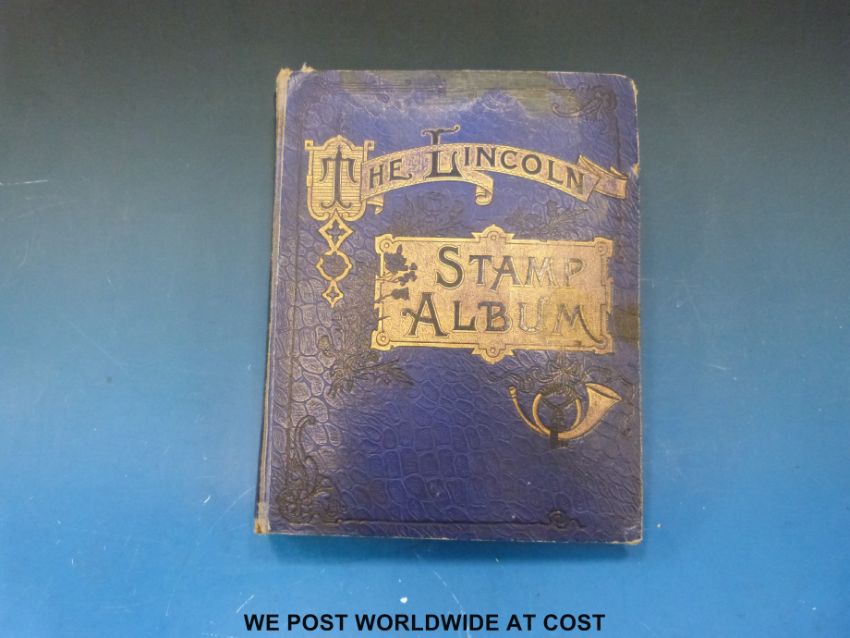 THE LINCOLN
STAMP
ALBUM
WE POST WORLDWIDE AT COST